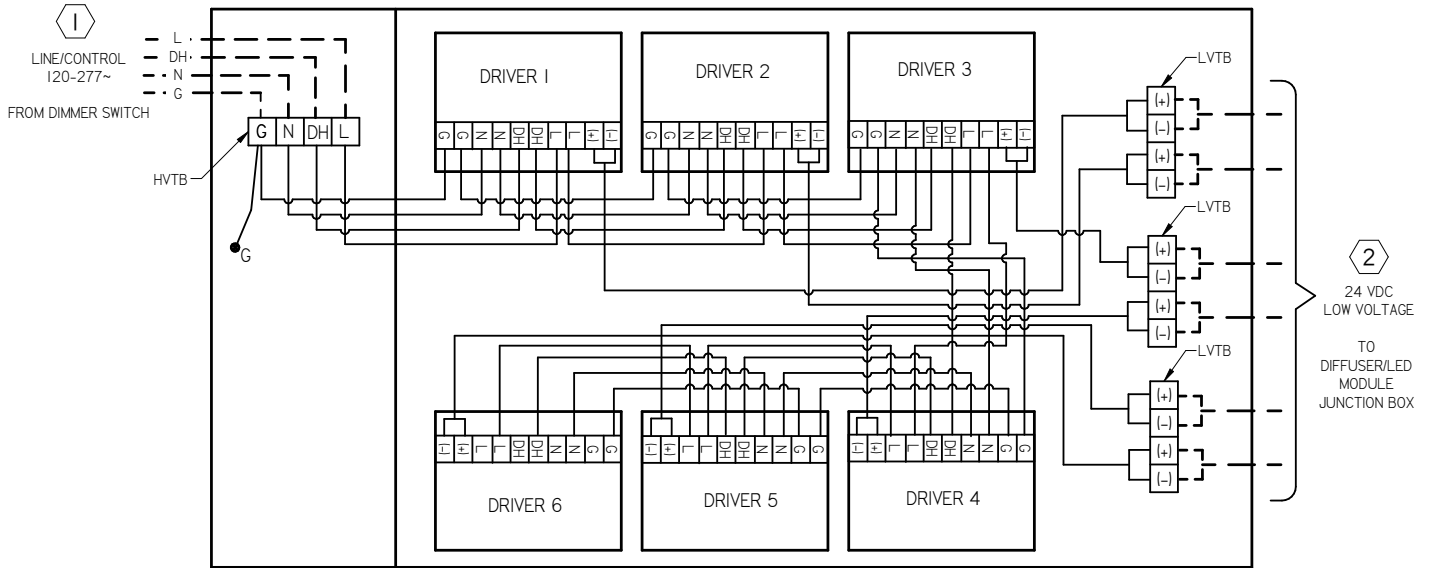 1
LINE/CONTROL
120-277~
FROM DIMMER SWITCH
L
DH
N
G
G N DH L
HVTB
G
DRIVER 1
G G N N DH DH L L (+) (-)
DRIVER 2
G G N N DH DH L L (+) (-)
DRIVER 3
G G N N DH DH L L (+) (-)
LVTB
(+)
(-)
(+)
(-)
LVTB
(+)
(-)
(+)
(-)
LVTB
(+)
(-)
(+)
(-)
2
24 VDC
LOW VOLTAGE
TO
DIFFUSER/LED
MODULE
JUNCTION BOX
(-) (+) L L DH DH N N G G
DRIVER 6
(-) (+) L L DH DH N N G G
DRIVER 5
(-) (+) L L DH DH N N G G
DRIVER 4